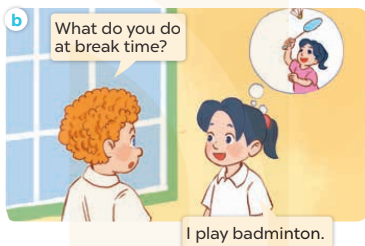 b
What do you do
at break time?
I play badminton.